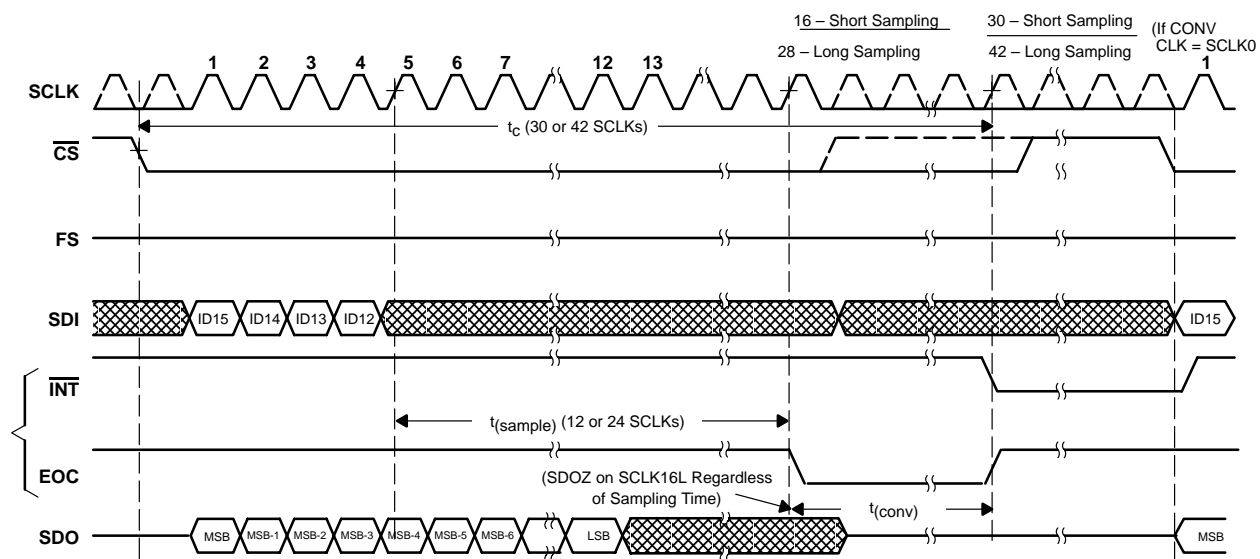 16 – Short Sampling
30 – Short Sampling
(If CONV
CLK = SCLK0
28 – Long Sampling
42 – Long Sampling
1 2 3 4 5 6 7 12 13 1
SCLK
tc (30 or 42 SCLKs)
CS
FS
SDI
ID15 ID14 ID13 ID12 ID15
INT
t(sample) (12 or 24 SCLKs)
EOC
(SDOZ on SCLK16L Regardless
of Sampling Time)
t(conv)
SDO
MSB MSB-1 MSB-2 MSB-3 MSB-4 MSB-5 MSB-6 LSB MSB